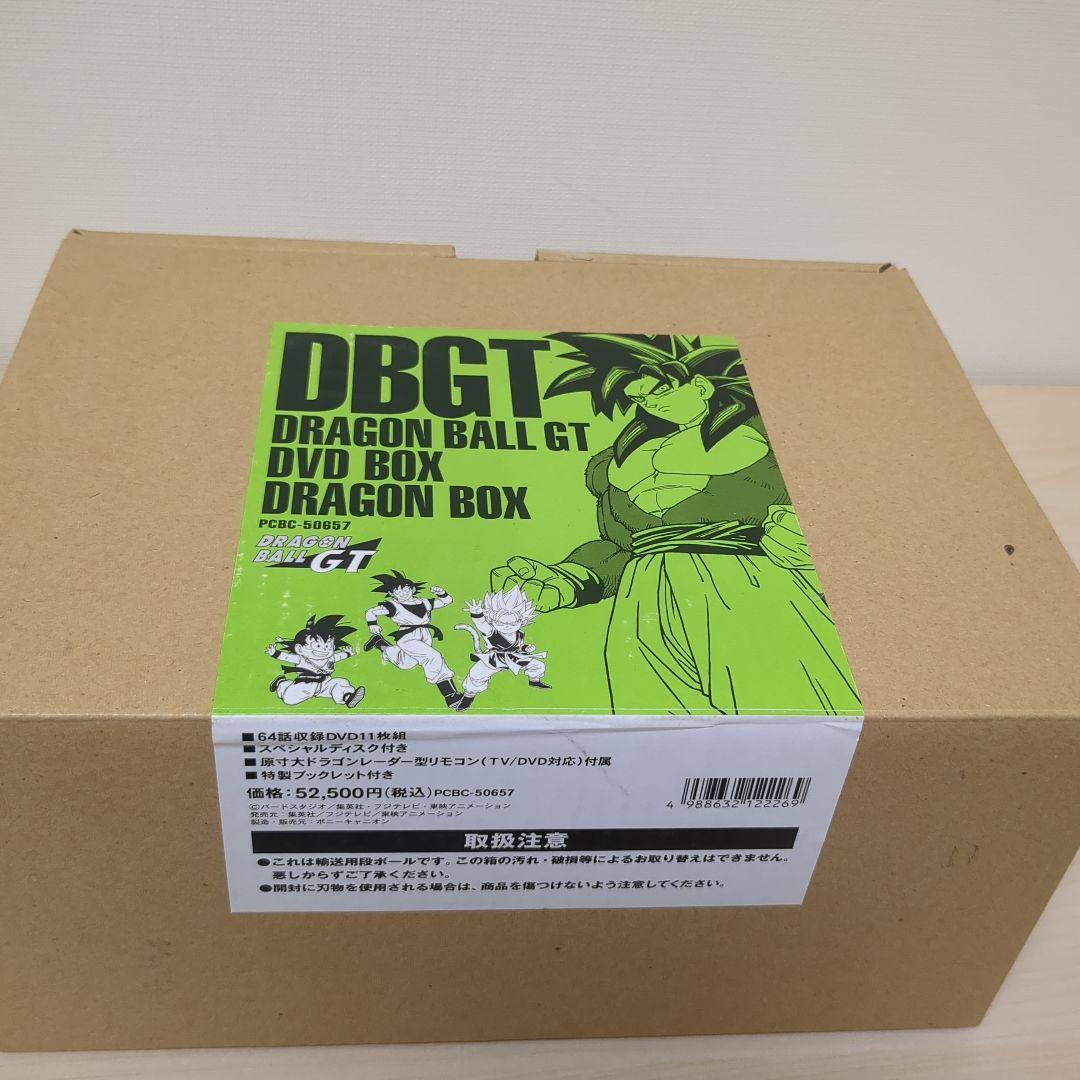 DBGT
DRAGON BALL GT
DVD BOX
DRAGON BOX
PCBC-50657
DRAGON
BALL GT
■64話収録DVD11枚組
■スペシャルディスク付き
■原寸大ドラゴンレーダー型リモコン(TV/DVD対応)付属
■特製ブックレット付き
価格:52,500円(税込)PCBC-50657
©バードスタジオ/集英社・フジテレビ・東映アニメーション
発売元:集英社/フジテレビ/東映アニメーション
製造・販売元:ポニーキャニオン
4 988632 122269
取扱注意
●これは輸送用段ボールです。この箱の汚れ・破損等によるお取り替えはできません。
悪しからずご了承ください。
●開封に刃物を使用される場合は、商品を傷つけないよう注意してください。